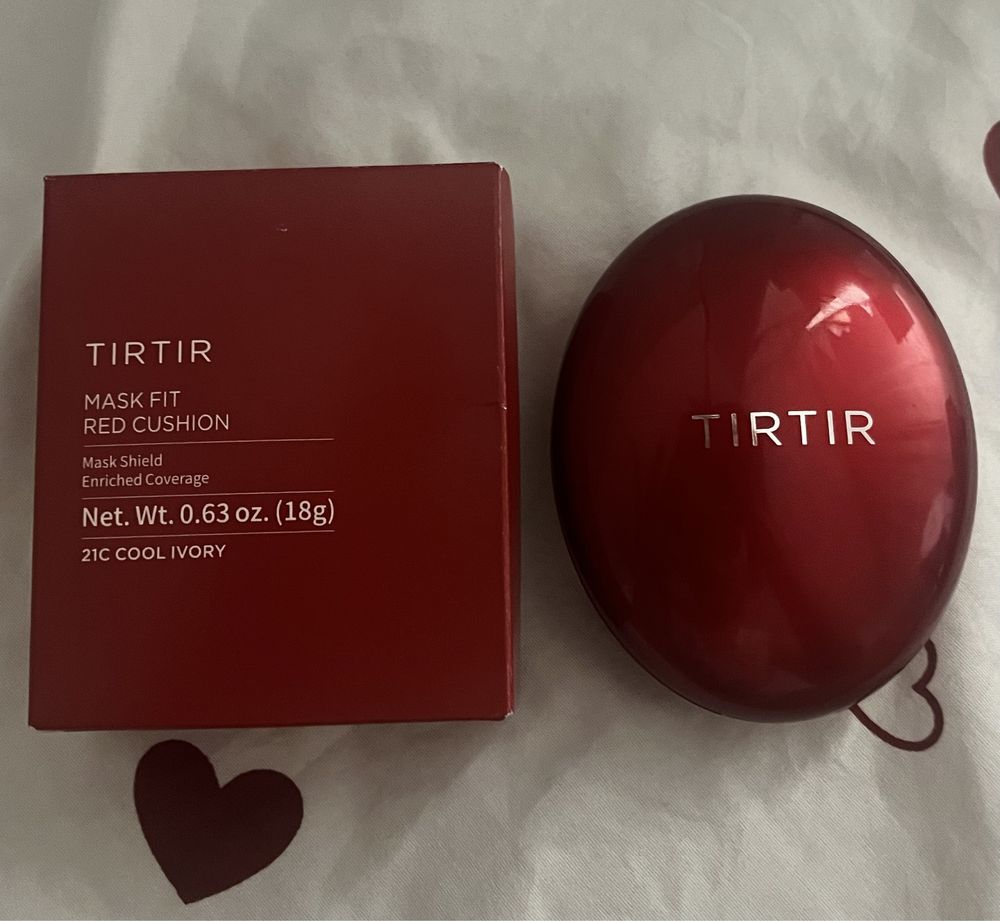 TIRTIR
MASK FIT
RED CUSHION
Mask Shield
Enriched Coverage
Net. Wt. 0.63 oz. (18g)
21C COOL IVORY
TIRTIR